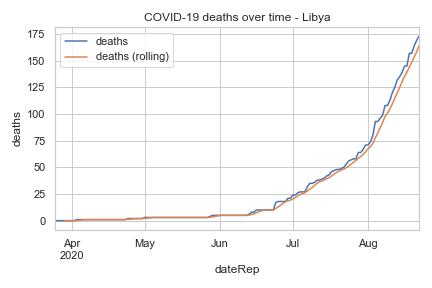 COVID-19 deaths over time - Libya
deaths
deaths (rolling)
175
150
125
100
75
50
25
0
deaths
Apr
2020
May
Jun
Jul
Aug
dateRep